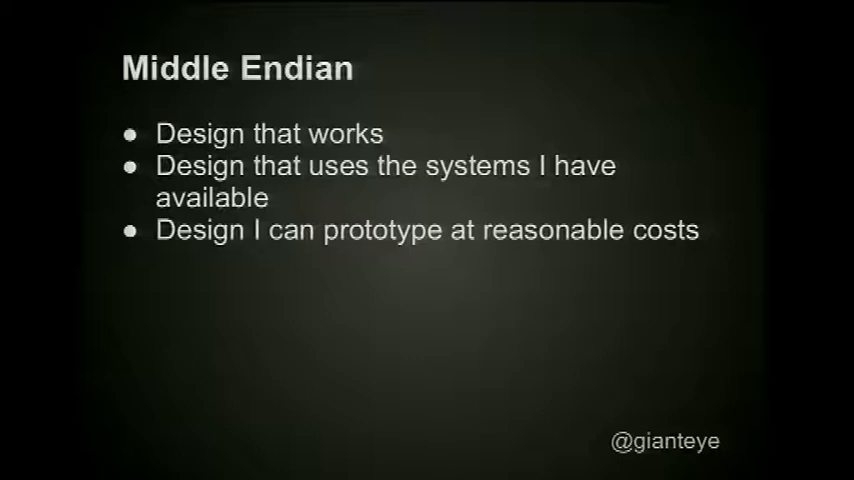 Middle Endian
● Design that works
● Design that uses the systems I have
available
● Design I can prototype at reasonable costs
@gianteye